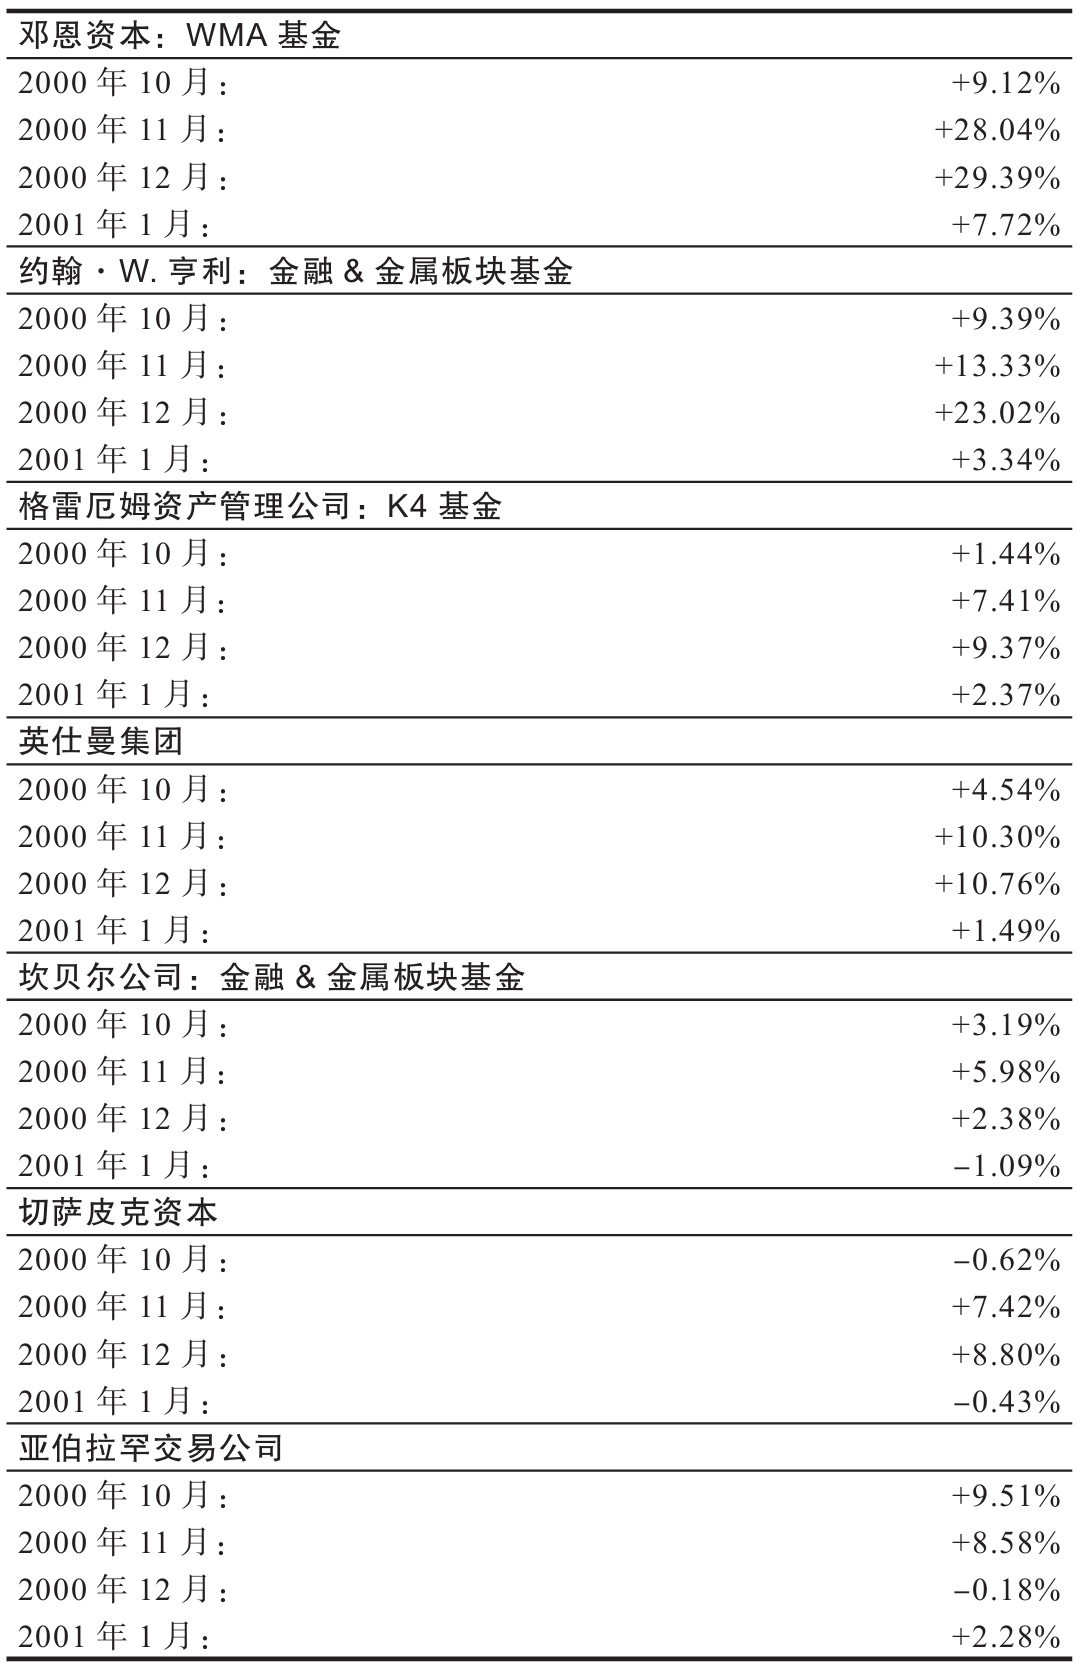 邓恩资本：WMA 基金
2000 年 10 月： +9.12%
2000 年 11 月： +28.04%
2000 年 12 月： +29.39%
2001 年 1 月： +7.72%
约翰·W. 亨利：金融 & 金属板块基金
2000 年 10 月： +9.39%
2000 年 11 月： +13.33%
2000 年 12 月： +23.02%
2001 年 1 月： +3.34%
格雷厄姆资产管理公司：K4 基金
2000 年 10 月： +1.44%
2000 年 11 月： +7.41%
2000 年 12 月： +9.37%
2001 年 1 月： +2.37%
英仕曼集团
2000 年 10 月： +4.54%
2000 年 11 月： +10.30%
2000 年 12 月： +10.76%
2001 年 1 月： +1.49%
坎贝尔公司：金融 & 金属板块基金
2000 年 10 月： +3.19%
2000 年 11 月： +5.98%
2000 年 12 月： +2.38%
2001 年 1 月： –1.09%
切萨皮克资本
2000 年 10 月： –0.62%
2000 年 11 月： +7.42%
2000 年 12 月： +8.80%
2001 年 1 月： –0.43%
亚伯拉罕交易公司
2000 年 10 月： +9.51%
2000 年 11 月： +8.58%
2000 年 12 月： –0.18%
2001 年 1 月： +2.28%